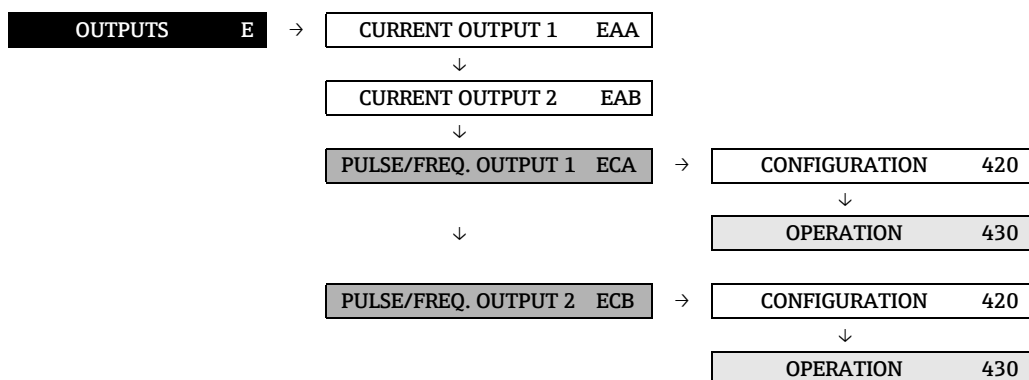 OUTPUTS E → CURRENT OUTPUT 1 EAA
↓
CURRENT OUTPUT 2 EAB
↓
PULSE/FREQ. OUTPUT 1 ECA → CONFIGURATION 420
↓
↓ OPERATION 430
PULSE/FREQ. OUTPUT 2 ECB → CONFIGURATION 420
↓
OPERATION 430